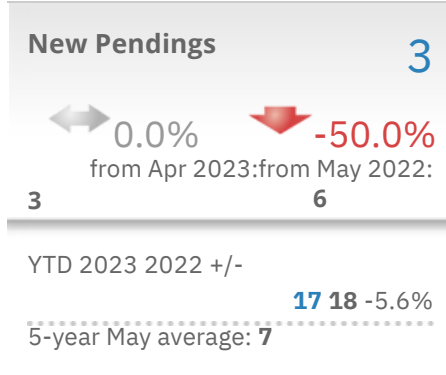 New Pendings 3
0.0% -50.0%
from Apr 2023:from May 2022:
3 6
YTD 2023 2022 +/-
17 18 -5.6%
5-year May average: 7